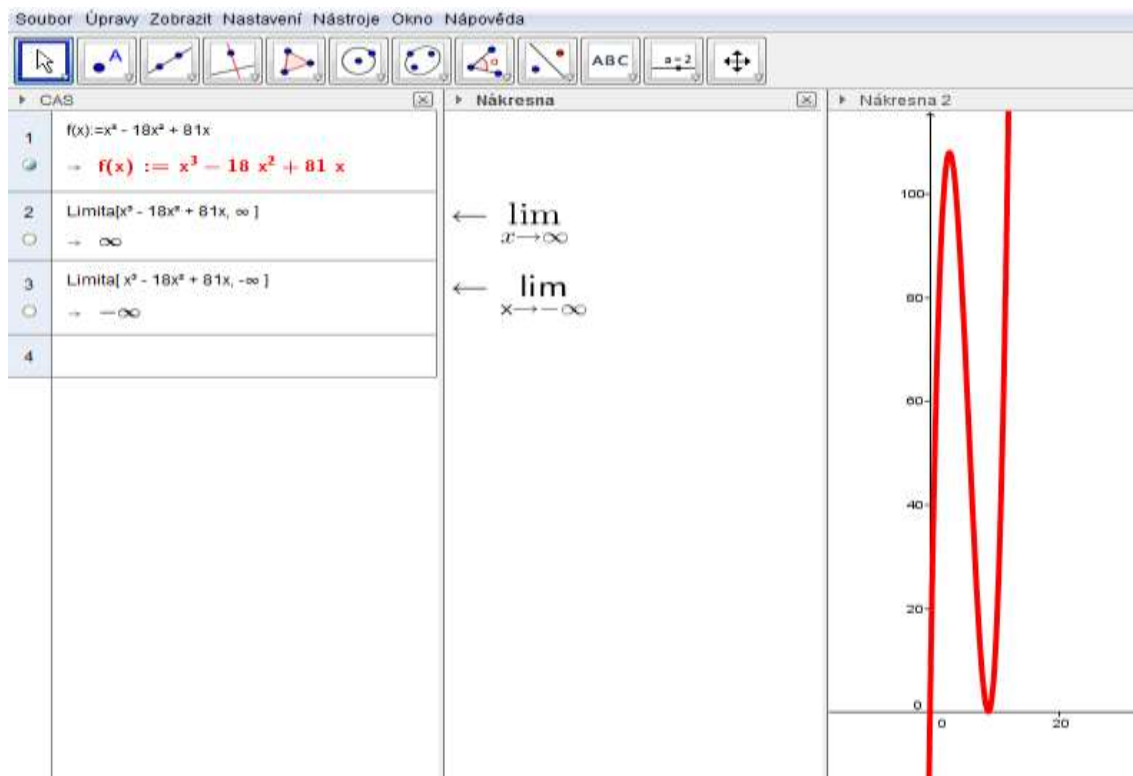 Soubor Úpravy Zobrazit Nastavení Nástroje Okno Nápověda
A
α
ABC
a=2
CAS
Nákresna
Nákresna 2
1
f(x):=x³ - 18x² + 81x
→ f(x) := x³ − 18 x² + 81 x
2
Limita[x³ - 18x² + 81x, ∞ ]
→ ∞
← lim
x→∞
3
Limita[ x³ - 18x² + 81x, -∞ ]
→ −∞
← lim
x→−∞
4
100
80
60
40
20
0
0
20